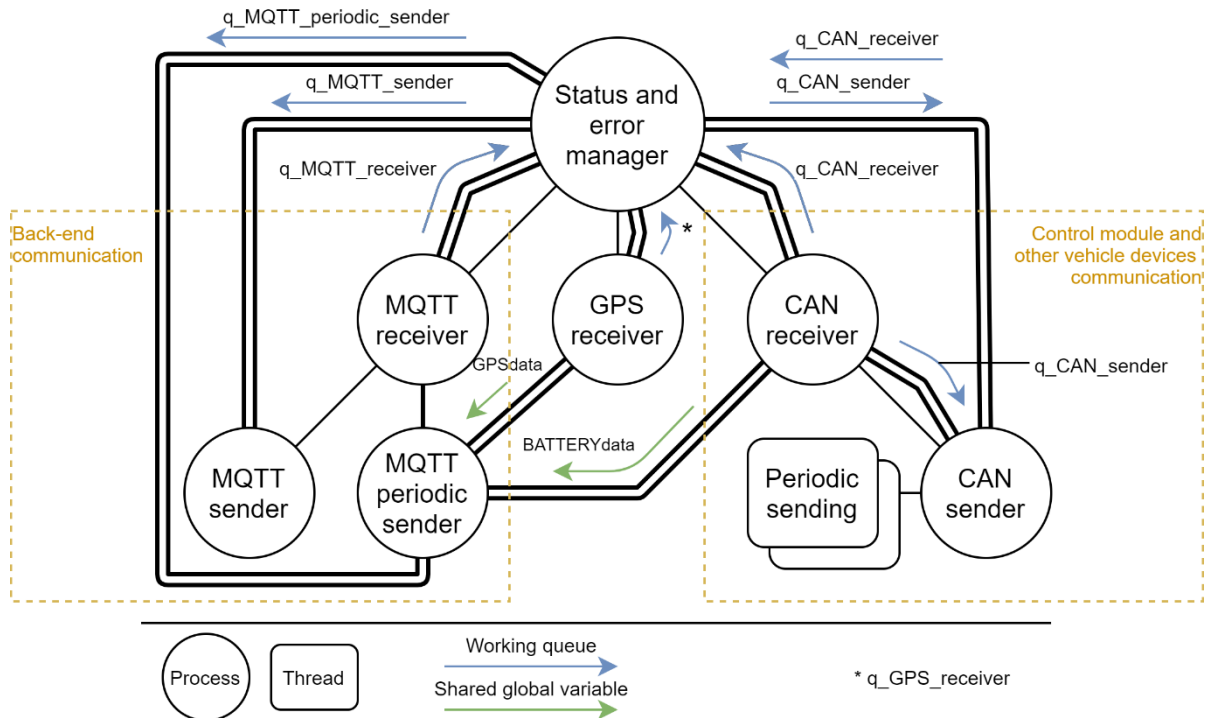 q_MQTT_periodic_sender
q_CAN_receiver
q_MQTT_sender
q_CAN_sender
Status and
error
manager
q_MQTT_receiver
q_CAN_receiver
*
Back-end
communication
Control module and
other vehicle devices
communication
MQTT
receiver
GPS
receiver
CAN
receiver
GPSdata
q_CAN_sender
BATTERYdata
MQTT
sender
MQTT
periodic
sender
Periodic
sending
CAN
sender
Process
Thread
Working queue
Shared global variable
* q_GPS_receiver